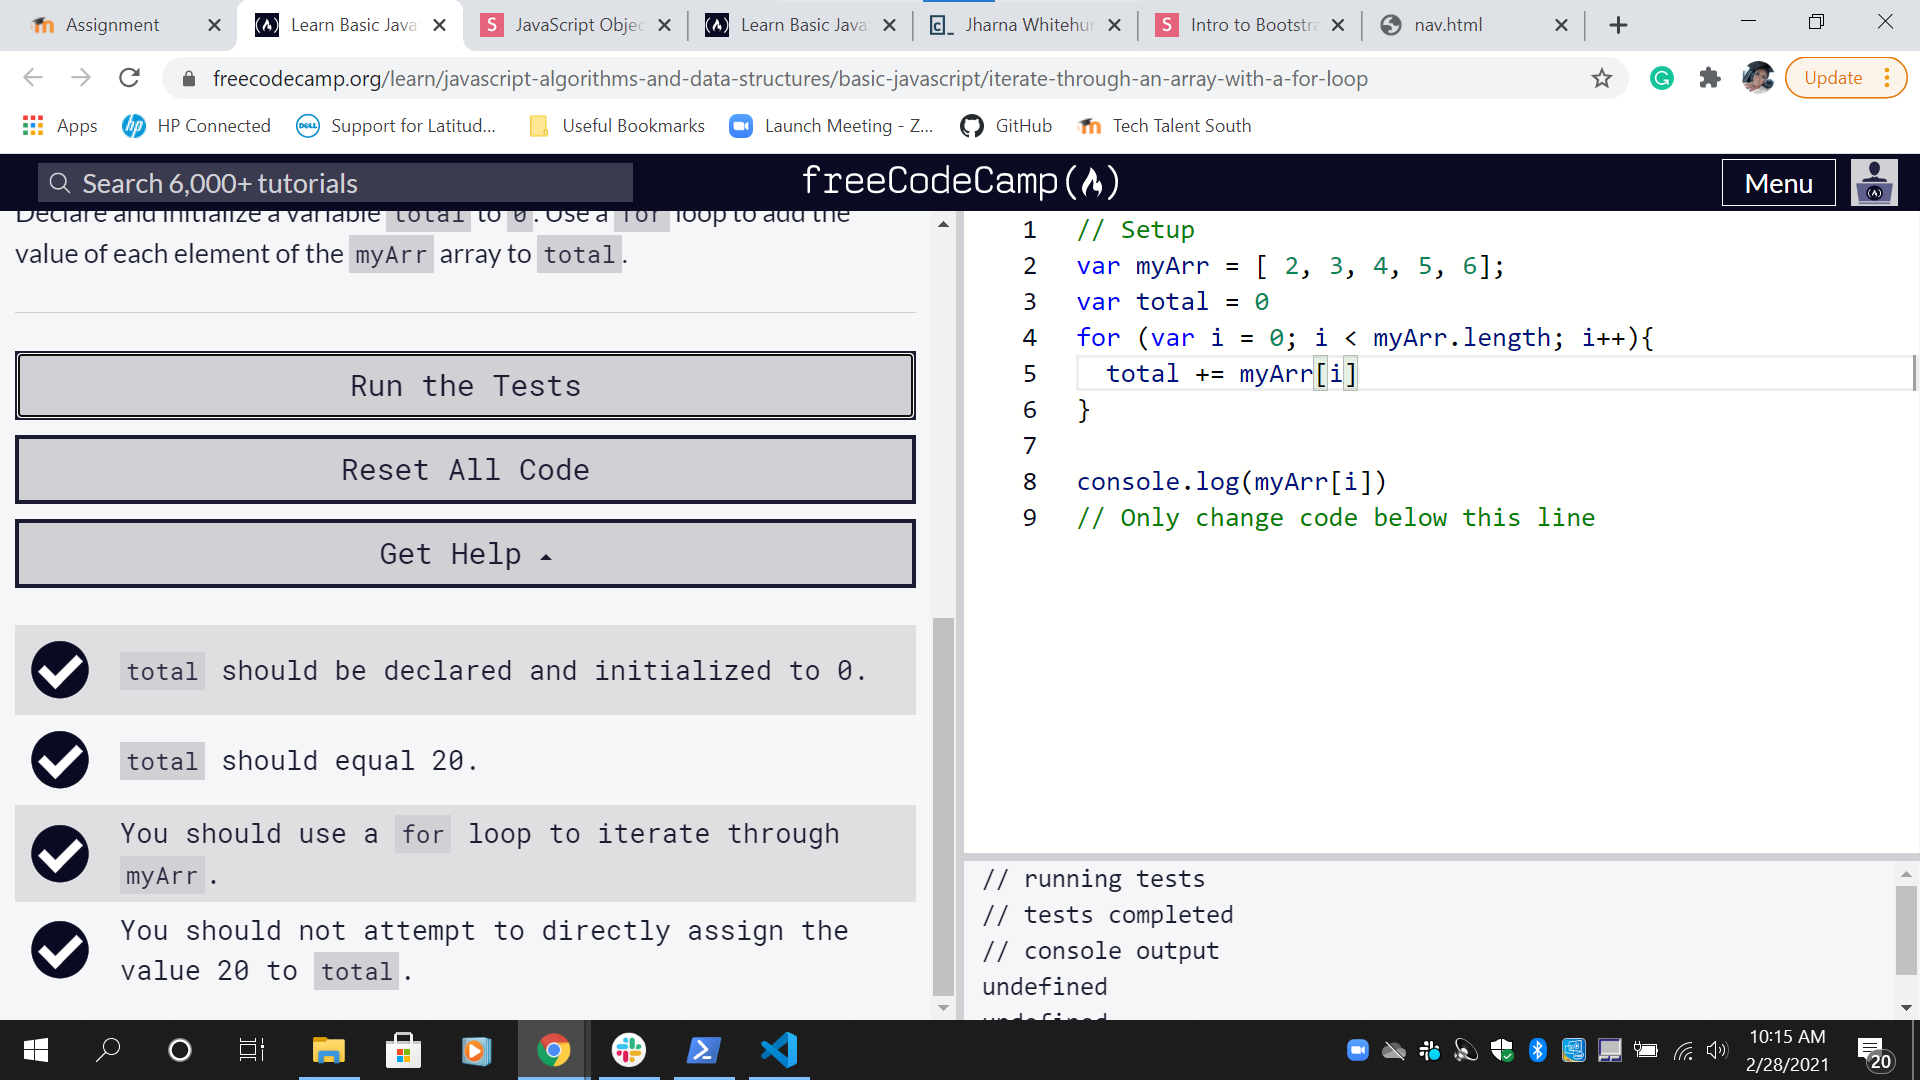 Assignment
Learn Basic Java
JavaScript Objec
Learn Basic Java
Jharna Whitehur
Intro to Bootstra
nav.html
freecodecamp.org/learn/javascript-algorithms-and-data-structures/basic-javascript/iterate-through-an-array-with-a-for-loop
Update
Apps
HP Connected
Support for Latitud...
Useful Bookmarks
Launch Meeting - Z...
GitHub
Tech Talent South
Search 6,000+ tutorials
freeCodeCamp
Menu
Declare and initialize a variable total to 0. Use a for loop to add the
value of each element of the myArr array to total.
Run the Tests
Reset All Code
Get Help
total should be declared and initialized to 0.
total should equal 20.
You should use a for loop to iterate through
myArr.
You should not attempt to directly assign the
value 20 to total.
1 // Setup
2 var myArr = [ 2, 3, 4, 5, 6];
3 var total = 0
4 for (var i = 0; i < myArr.length; i++){
5 total += myArr[i]
6 }
7
8 console.log(myArr[i])
9 // Only change code below this line
// running tests
// tests completed
// console output
undefined
undefined
10:15 AM
2/28/2021
20